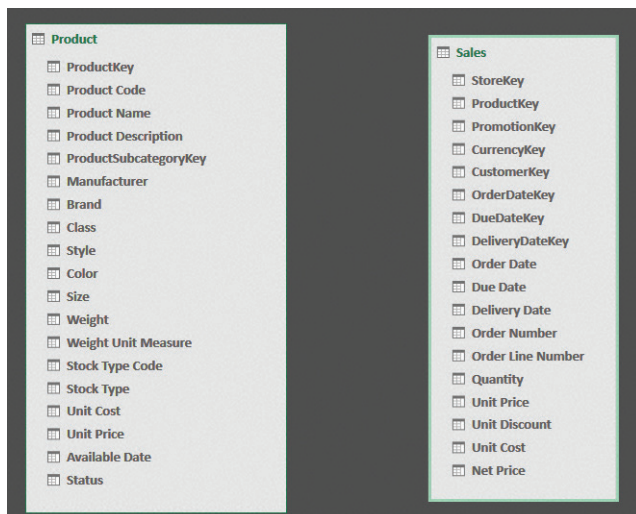 Product
ProductKey
Product Code
Product Name
Product Description
ProductSubcategoryKey
Manufacturer
Brand
Class
Style
Color
Size
Weight
Weight Unit Measure
Stock Type Code
Stock Type
Unit Cost
Unit Price
Available Date
Status
Sales
StoreKey
ProductKey
PromotionKey
CurrencyKey
CustomerKey
OrderDateKey
DueDateKey
DeliveryDateKey
Order Date
Due Date
Delivery Date
Order Number
Order Line Number
Quantity
Unit Price
Unit Discount
Unit Cost
Net Price